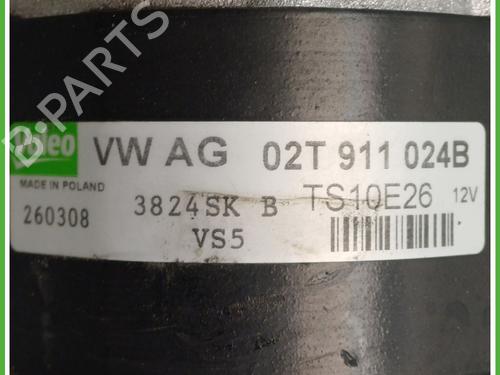 B-PARTS
Valeo VW AG 02T 911 024B
MADE IN POLAND
260308 3824SK B TS10E26 12V
VS5